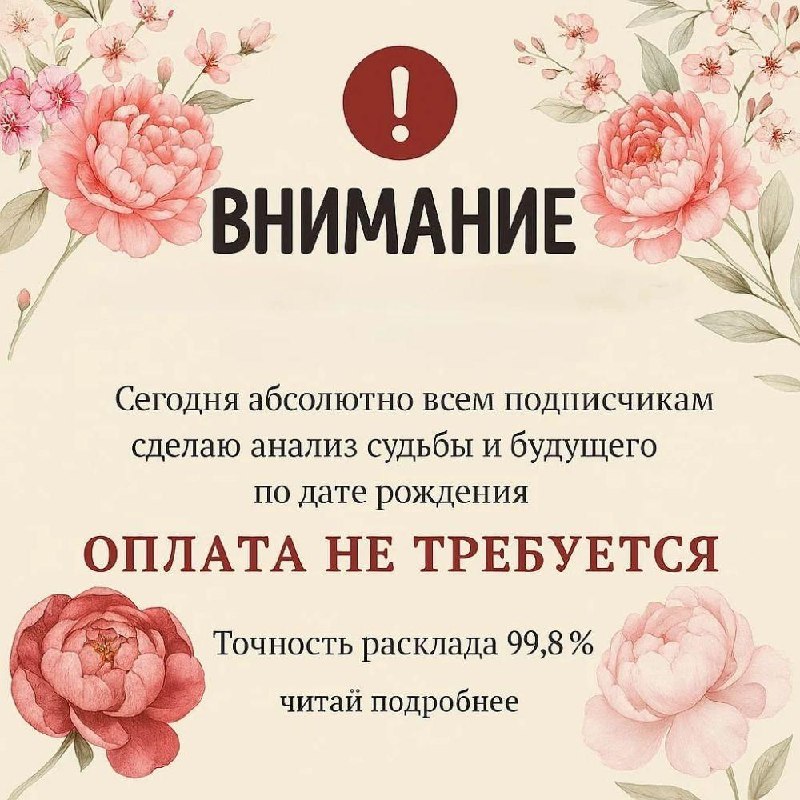 !
ВНИМАНИЕ
Сегодня абсолютно всем подписчикам
сделаю анализ судьбы и будущего
по дате рождения
ОПЛАТА НЕ ТРЕБУЕТСЯ
Точность расклада 99,8%
читай подробнее